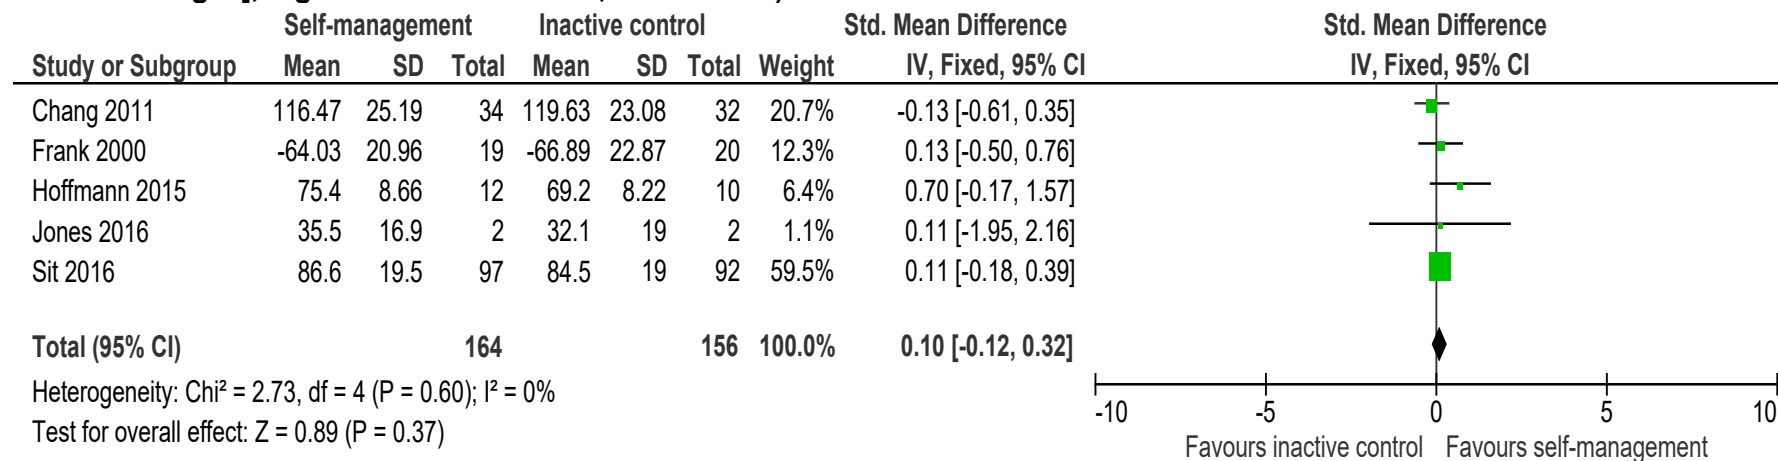 Self-management Inactive control Std. Mean Difference Std. Mean Difference
Study or Subgroup Mean SD Total Mean SD Total Weight IV, Fixed, 95% CI IV, Fixed, 95% CI
Chang 2011 116.47 25.19 34 119.63 23.08 32 20.7% -0.13 [-0.61, 0.35]
Frank 2000 -64.03 20.96 19 -66.89 22.87 20 12.3% 0.13 [-0.50, 0.76]
Hoffmann 2015 75.4 8.66 12 69.2 8.22 10 6.4% 0.70 [-0.17, 1.57]
Jones 2016 35.5 16.9 2 32.1 19 2 1.1% 0.11 [-1.95, 2.16]
Sit 2016 86.6 19.5 97 84.5 19 92 59.5% 0.11 [-0.18, 0.39]
Total (95% CI) 164 156 100.0% 0.10 [-0.12, 0.32]
Heterogeneity: Chi² = 2.73, df = 4 (P = 0.60); I² = 0%
Test for overall effect: Z = 0.89 (P = 0.37)
-10 -5 0 5 10
Favours inactive control Favours self-management